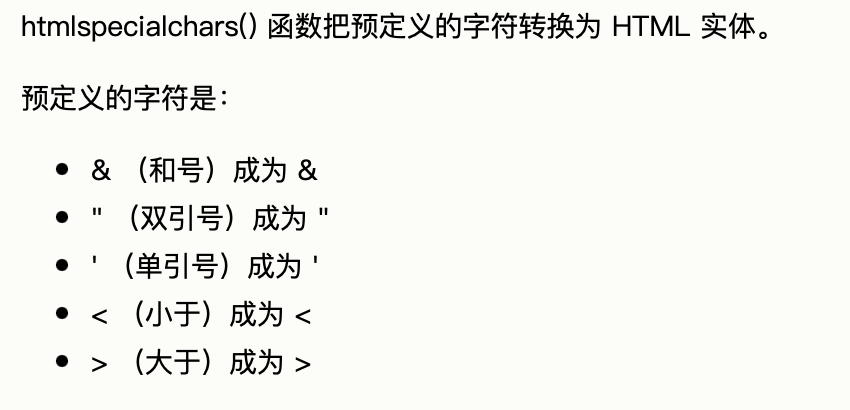 htmlspecialchars() 函数把预定义的字符转换为 HTML 实体。
预定义的字符是：
• & （和号）成为 &
• " （双引号）成为 "
• ' （单引号）成为 '
• < （小于）成为 <
• > （大于）成为 >